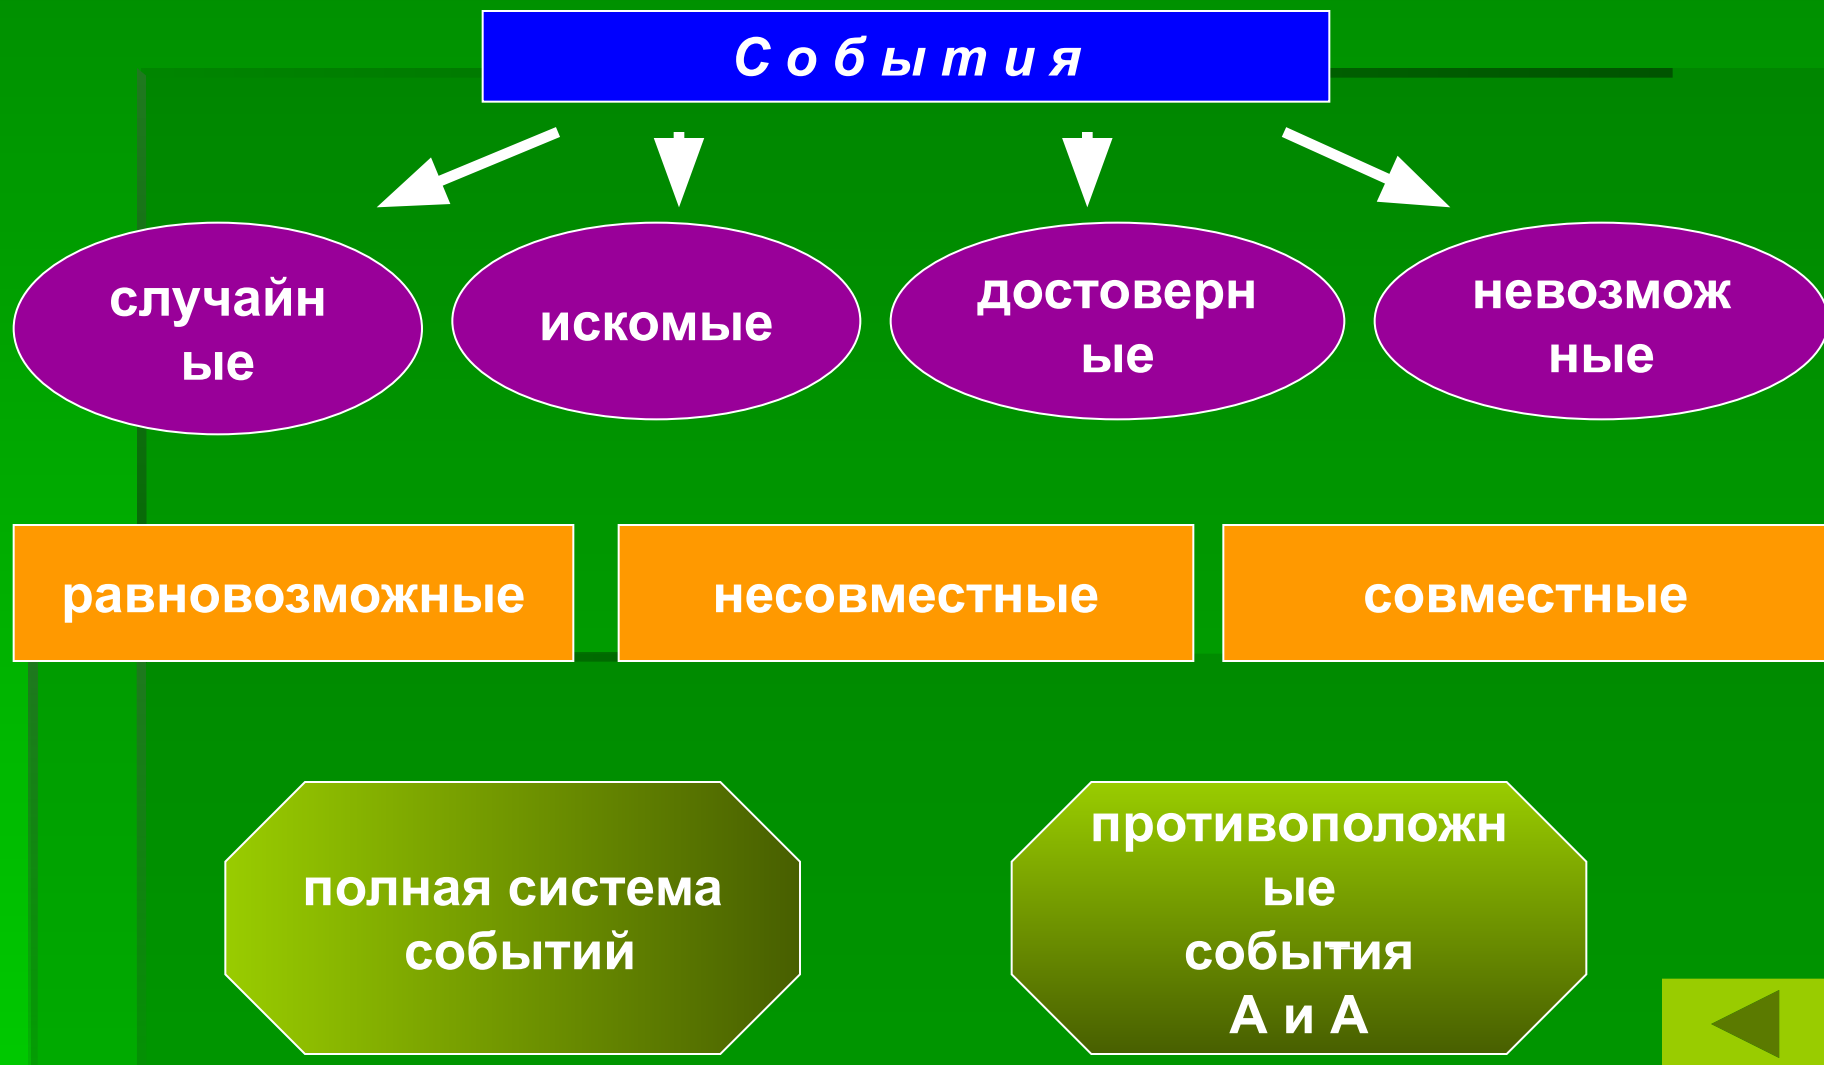 С о б ы т и я
случайн
ые
искомые
достоверн
ые
невозмож
ные
равновозможные
несовместные
совместные
полная система
событий
противоположн
ые
события
А и А